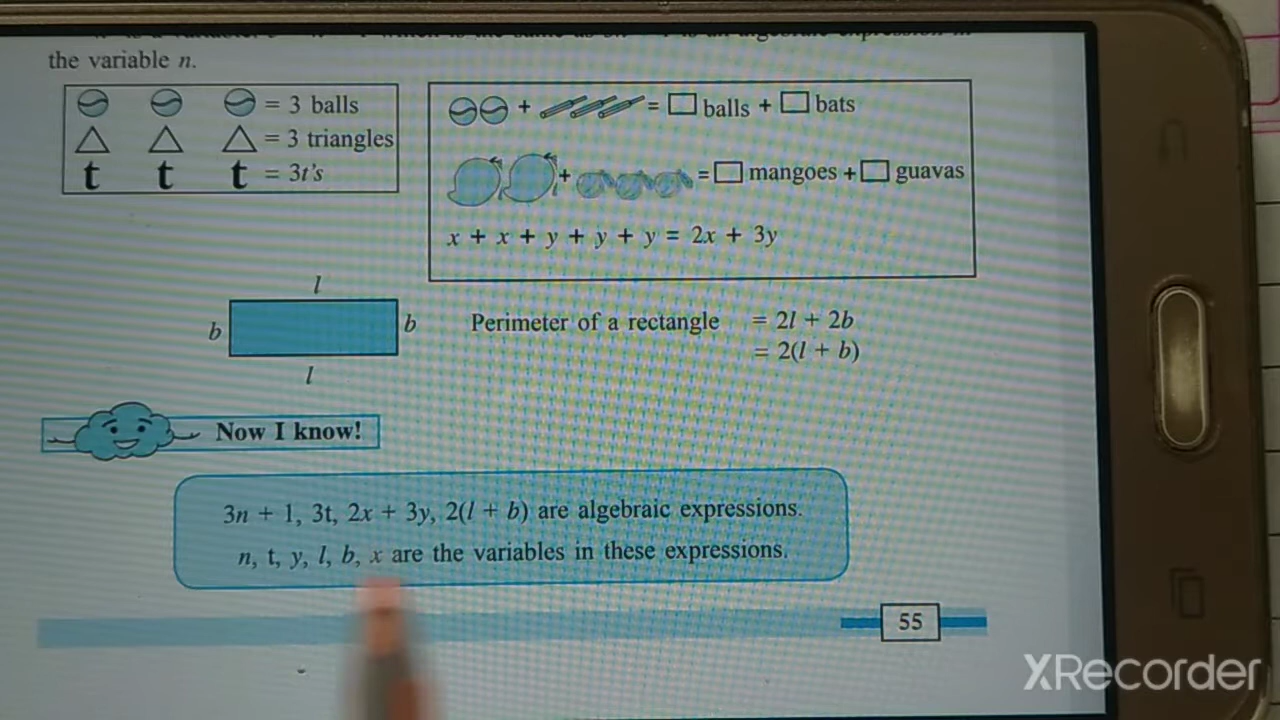 the variable n.
= 3 balls
= 3 triangles
t t t = 3t's
+ = balls + bats
+ = mangoes + guavas
x + x + y + y + y = 2x + 3y
l
b b
l
Perimeter of a rectangle = 2l + 2b
= 2(l + b)
Now I know!
3n + 1, 3t, 2x + 3y, 2(l + b) are algebraic expressions.
n, t, y, l, b, x are the variables in these expressions.
55
XRecorder